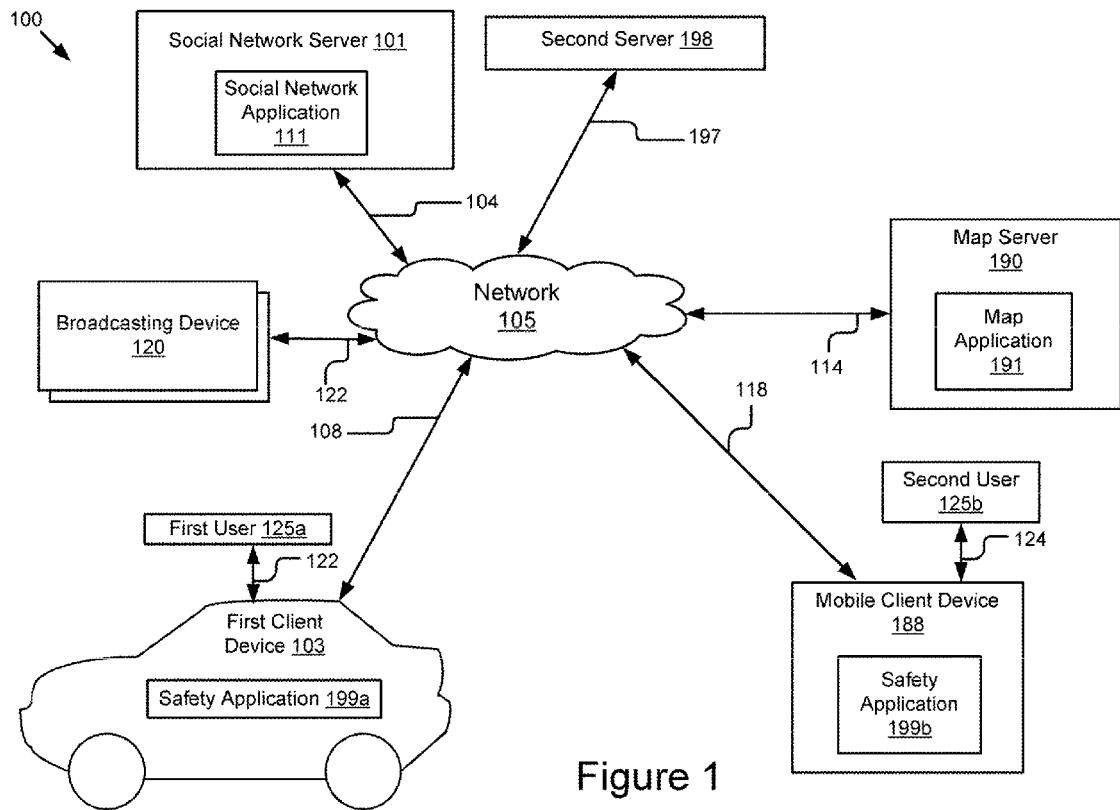 100
Social Network Server 101
Social Network
Application
111
Second Server 198
197
104
Network
105
Map Server
190
Map
Application
191
114
Broadcasting Device
120
122
108
118
Second User
125b
124
First User 125a
122
First Client
Device 103
Safety Application 199a
Mobile Client Device
188
Safety
Application
199b
Figure 1